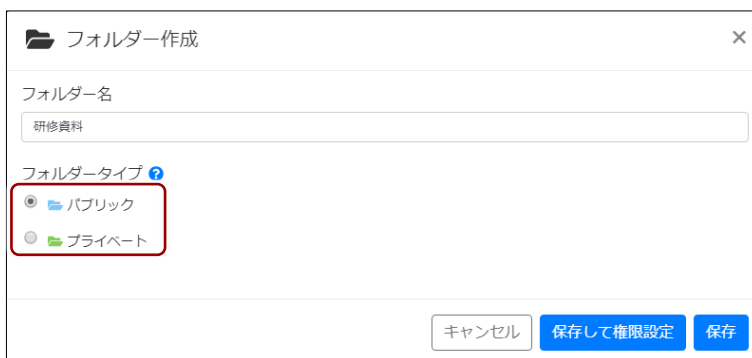 フォルダー作成 ×
フォルダー名
研修資料
フォルダータイプ ?
パブリック
プライベート
キャンセル 保存して権限設定 保存